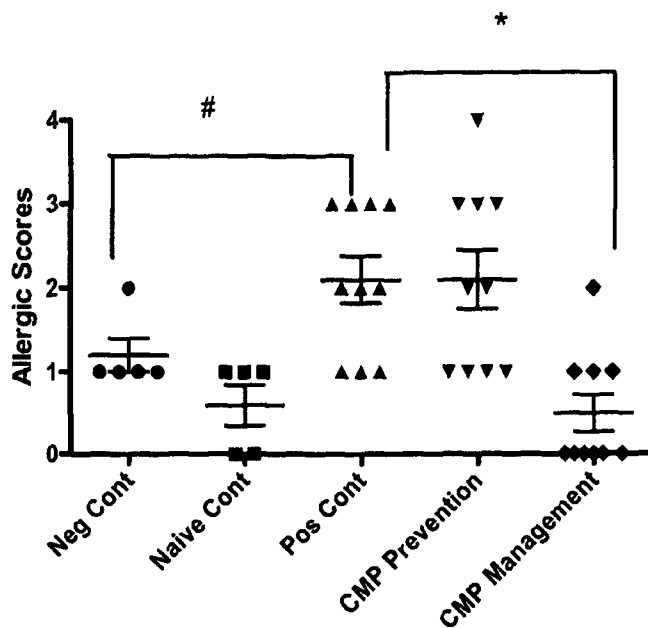 *
#
4
3
2
1
0
Allergic Scores
Neg Cont
Naive Cont
Pos Cont
CMP Prevention
CMP Management